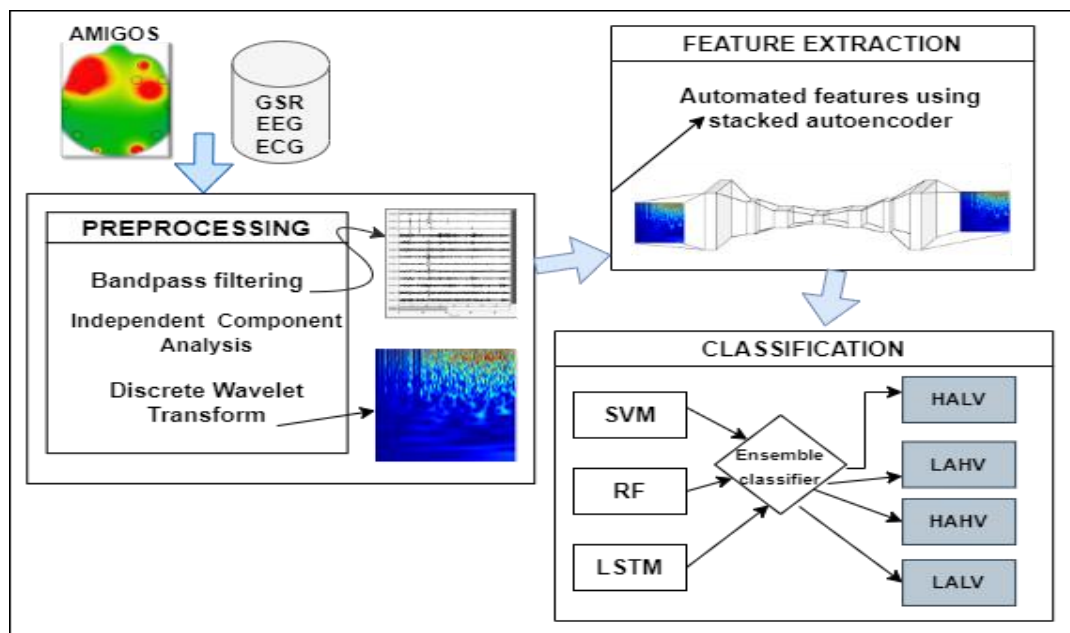 AMIGOS
GSR
EEG
ECG
PREPROCESSING
Bandpass filtering
Independent Component
Analysis
Discrete Wavelet
Transform
FEATURE EXTRACTION
Automated features using
stacked autoencoder
CLASSIFICATION
SVM
RF
LSTM
Ensemble
classifier
HALV
LAHV
HAHV
LALV